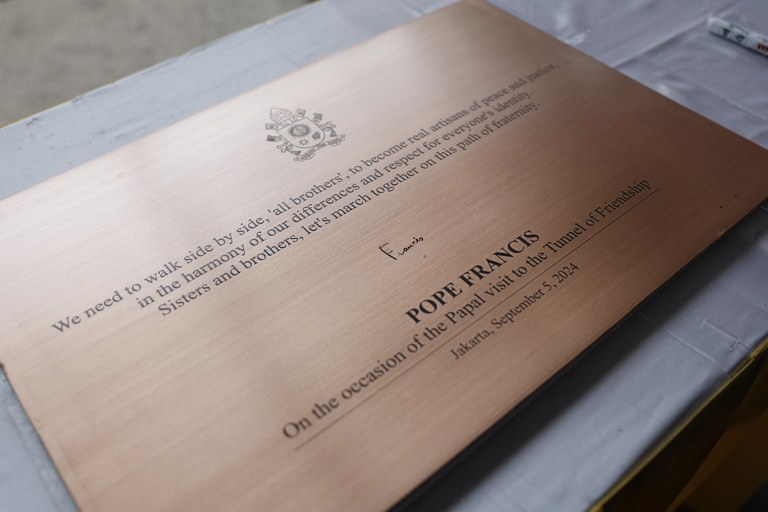 We need to walk side by side, 'all brothers', to become real artisans of peace and justice,
in the harmony of our differences and respect for everyone's identity.
Sisters and brothers, let's march together on this path of fraternity.
Francis
POPE FRANCIS
On the occasion of the Papal visit to the Tunnel of Friendship
Jakarta, September 5, 2024